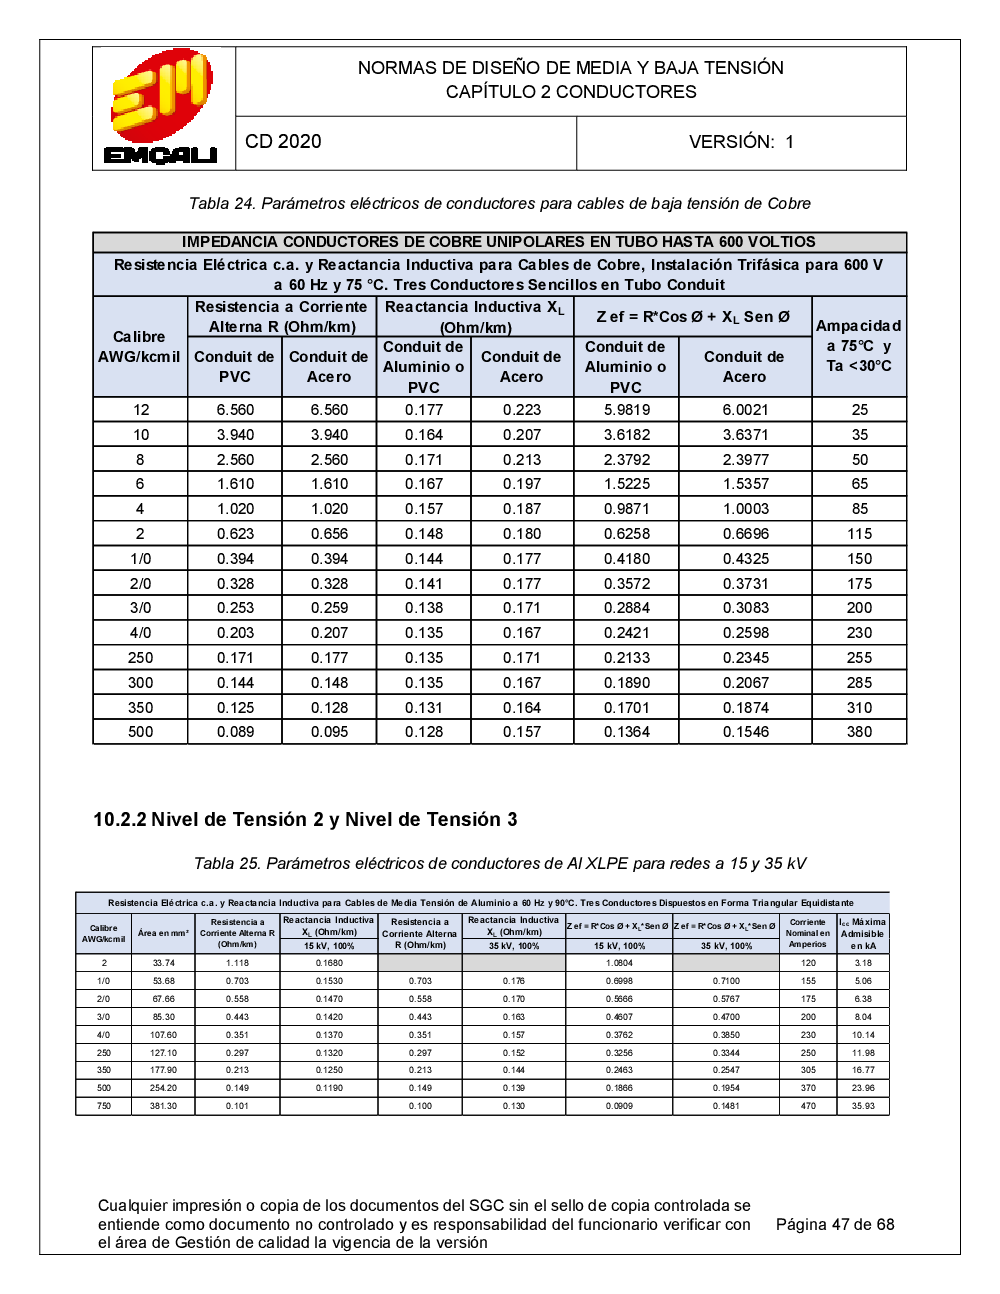 EMCALI
NORMAS DE DISEÑO DE MEDIA Y BAJA TENSIÓN
CAPÍTULO 2 CONDUCTORES
CD 2020
VERSIÓN: 1
Tabla 24. Parámetros eléctricos de conductores para cables de baja tensión de Cobre
IMPEDANCIA CONDUCTORES DE COBRE UNIPOLARES EN TUBO HASTA 600 VOLTIOS
Resistencia Eléctrica c.a. y Reactancia Inductiva para Cables de Cobre, Instalación Trifásica para 600 V
a 60 Hz y 75 °C. Tres Conductores Sencillos en Tubo Conduit
Calibre
AWG/kcmil
Resistencia a Corriente
Alterna R (Ohm/km)
Reactancia Inductiva XL
(Ohm/km)
Z ef = R*Cos Ø + XL Sen Ø
Ampacidad
a 75°C y
Ta <30°C
Conduit de
PVC
Conduit de
Acero
Conduit de
Aluminio o
PVC
Conduit de
Acero
Conduit de
Aluminio o
PVC
Conduit de
Acero
12 6.560 6.560 0.177 0.223 5.9819 6.0021 25
10 3.940 3.940 0.164 0.207 3.6182 3.6371 35
8 2.560 2.560 0.171 0.213 2.3792 2.3977 50
6 1.610 1.610 0.167 0.197 1.5225 1.5357 65
4 1.020 1.020 0.157 0.187 0.9871 1.0003 85
2 0.623 0.656 0.148 0.180 0.6258 0.6696 115
1/0 0.394 0.394 0.144 0.177 0.4180 0.4325 150
2/0 0.328 0.328 0.141 0.177 0.3572 0.3731 175
3/0 0.253 0.259 0.138 0.171 0.2884 0.3083 200
4/0 0.203 0.207 0.135 0.167 0.2421 0.2598 230
250 0.171 0.177 0.135 0.171 0.2133 0.2345 255
300 0.144 0.148 0.135 0.167 0.1890 0.2067 285
350 0.125 0.128 0.131 0.164 0.1701 0.1874 310
500 0.089 0.095 0.128 0.157 0.1364 0.1546 380
10.2.2 Nivel de Tensión 2 y Nivel de Tensión 3
Tabla 25. Parámetros eléctricos de conductores de Al XLPE para redes a 15 y 35 kV
Resistencia Eléctrica c.a. y Reactancia Inductiva para Cables de Media Tensión de Aluminio a 60 Hz y 90°C. Tres Conductores Dispuestos en Forma Triangular Equidistante
Calibre
AWG/kcmil
Área en mm²
Resistencia a
Corriente Alterna R
(Ohm/km)
Reactancia Inductiva
XL (Ohm/km)
15 kV, 100%
Resistencia a
Corriente Alterna
R (Ohm/km)
Reactancia Inductiva
XL (Ohm/km)
35 kV, 100%
Z ef = R*Cos Ø + XL*Sen Ø
15 kV, 100%
Z ef = R*Cos Ø + XL*Sen Ø
35 kV, 100%
Corriente
Nominal en
Amperios
Icc Máxima
Admisible
en kA
2 33.74 1.118 0.1680 1.0804 120 3.18
1/0 53.68 0.703 0.1530 0.703 0.176 0.6998 0.7100 155 5.06
2/0 67.66 0.558 0.1470 0.558 0.170 0.5666 0.5767 175 6.38
3/0 85.30 0.443 0.1420 0.443 0.163 0.4607 0.4700 200 8.04
4/0 107.60 0.351 0.1370 0.351 0.157 0.3762 0.3850 230 10.14
250 127.10 0.297 0.1320 0.297 0.152 0.3256 0.3344 250 11.98
350 177.90 0.213 0.1250 0.213 0.144 0.2463 0.2547 305 16.77
500 254.20 0.149 0.1190 0.149 0.139 0.1866 0.1954 370 23.96
750 381.30 0.101 0.100 0.130 0.0909 0.1481 470 35.93
Cualquier impresión o copia de los documentos del SGC sin el sello de copia controlada se
entiende como documento no controlado y es responsabilidad del funcionario verificar con
el área de Gestión de calidad la vigencia de la versión
Página 47 de 68